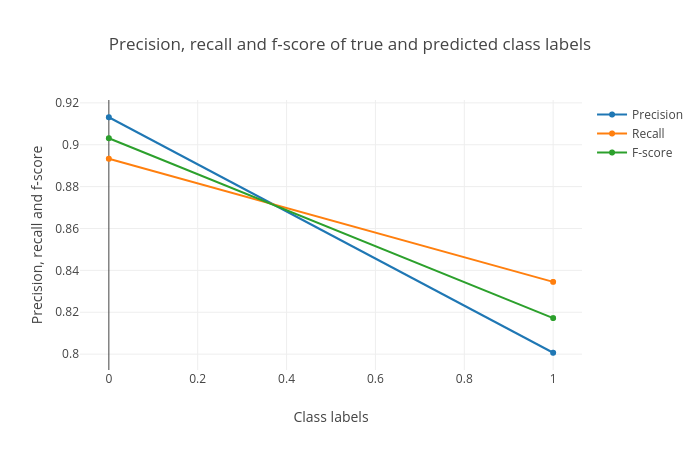 Precision, recall and f-score of true and predicted class labels
Precision, recall and f-score
0.92
0.9
0.88
0.86
0.84
0.82
0.8
0
0.2
0.4
0.6
0.8
1
Class labels
Precision
Recall
F-score